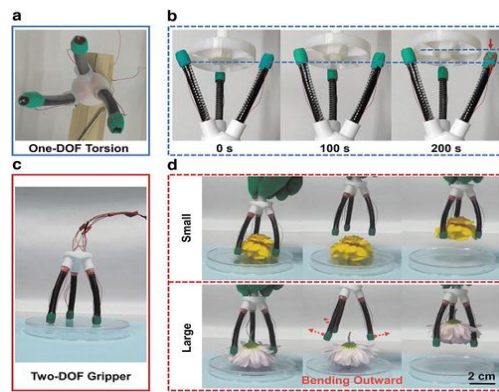 a
b
One-DOF Torsion
0 s
100 s
200 s
c
d
Small
Large
Two-DOF Gripper
Bending Outward
2 cm